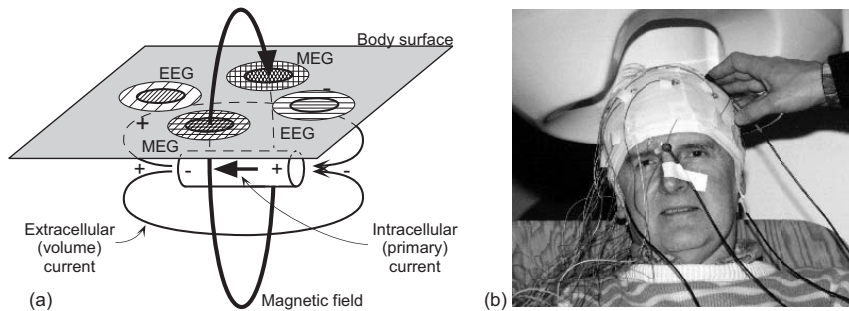 Body surface
MEG
EEG
-
+
EEG
MEG
+
-
+
-
Extracellular
(volume)
current
Intracellular
(primary)
current
(a)
Magnetic field
(b)